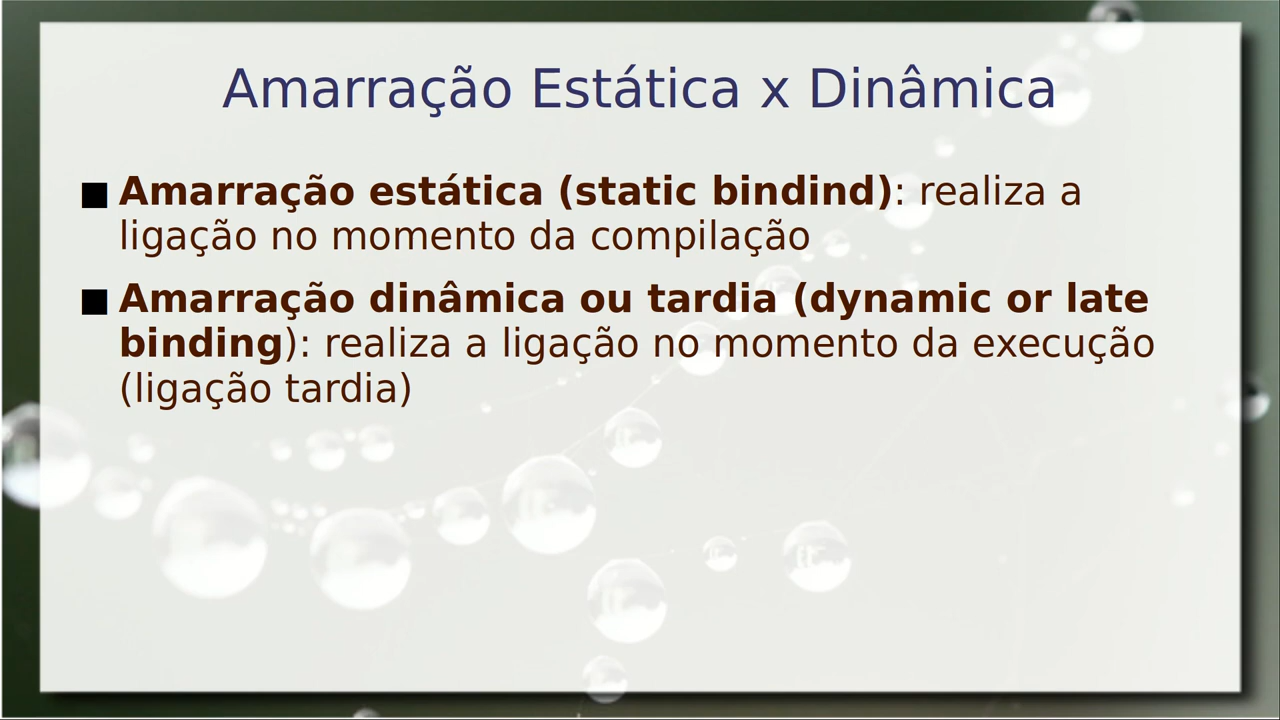 Amarração Estática x Dinâmica
■ Amarração estática (static bindind): realiza a
ligação no momento da compilação
■ Amarração dinâmica ou tardia (dynamic or late
binding): realiza a ligação no momento da execução
(ligação tardia)